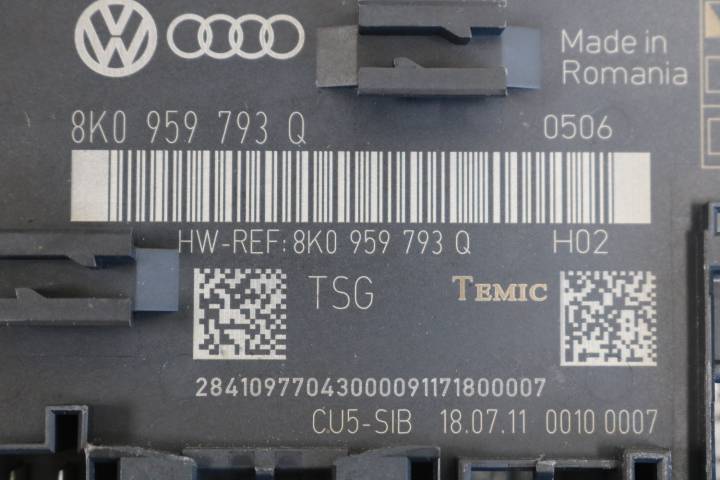 Made in
Romania
8K0 959 793 Q 0506
HW-REF: 8K0 959 793 Q H02
TSG TEMIC
28410977043000091171800007
CU5-SIB 18.07.11 0010 0007